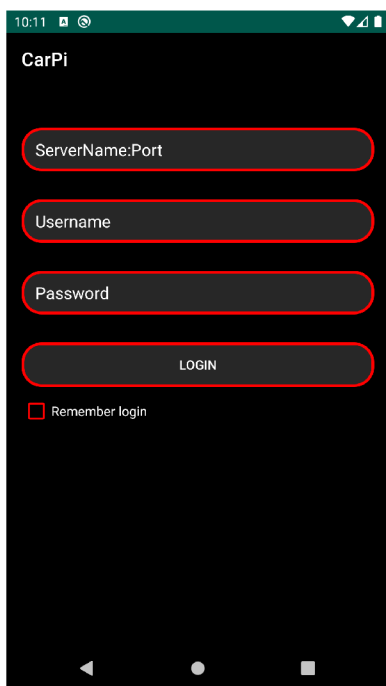 10:11
CarPi
ServerName:Port
Username
Password
LOGIN
Remember login